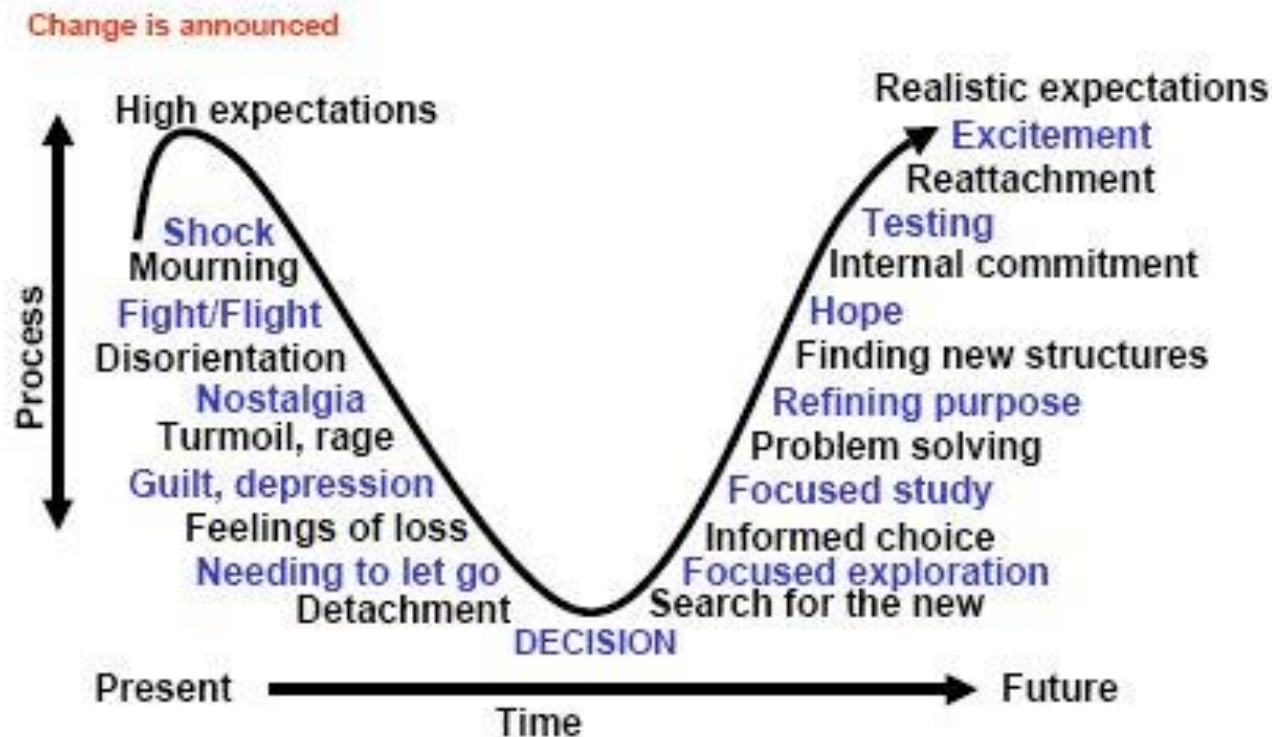 Change is announced
High expectations
Shock
Mourning
Fight/Flight
Disorientation
Nostalgia
Turmoil, rage
Guilt, depression
Feelings of loss
Needing to let go
Detachment
DECISION
Realistic expectations
Excitement
Reattachment
Testing
Internal commitment
Hope
Finding new structures
Refining purpose
Problem solving
Focused study
Informed choice
Focused exploration
Search for the new
Process
Present
Future
Time